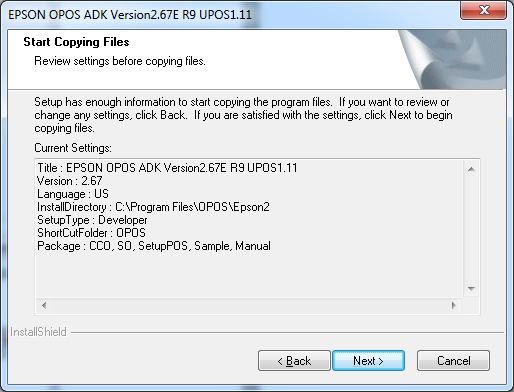 EPSON OPOS ADK Version2.67E R9 UPOS1.11
Start Copying Files
Review settings before copying files.
Setup has enough information to start copying the program files.  If you want to review or
change any settings, click Back.  If you are satisfied with the settings, click Next to begin
copying files.
Current Settings:
Title : EPSON OPOS ADK Version2.67E R9 UPOS1.11
Version : 2.67
Language : US
InstallDirectory : C:\Program Files\OPOS\Epson2
SetupType : Developer
ShortCutFolder : OPOS
Package : CCO, SO, SetupPOS, Sample, Manual
InstallShield
< Back
Next >
Cancel